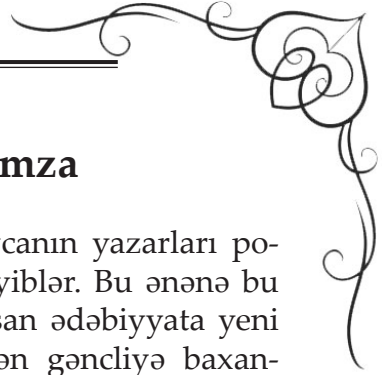 mza
canın yazarları po-
yiblər. Bu ənənə bu
san ədəbiyyata yeni
ən gəncliyə baxan-